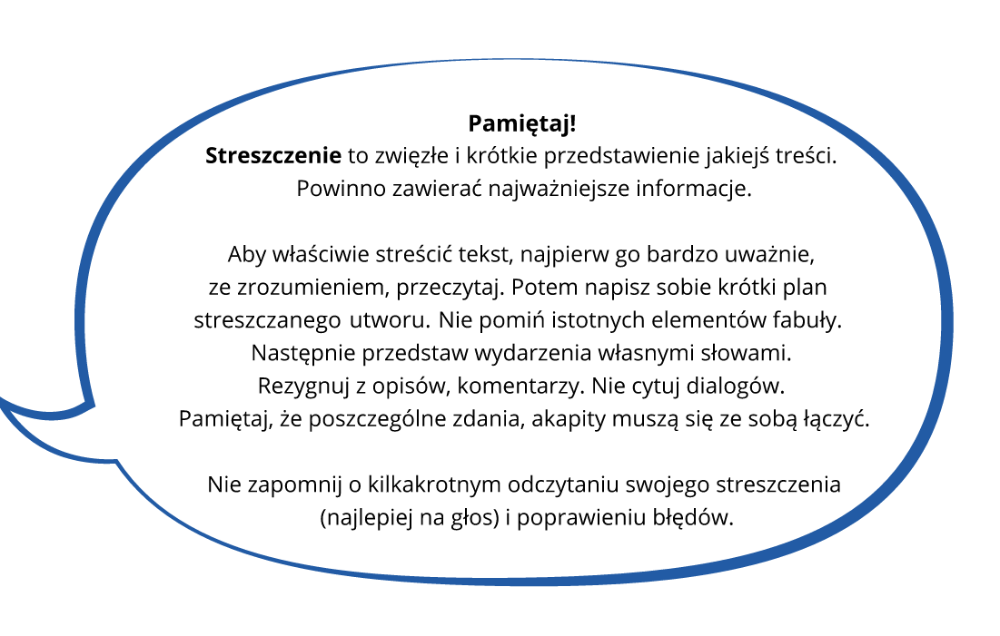 Pamiętaj!
Streszczenie to zwięzłe i krótkie przedstawienie jakiejś treści.
Powinno zawierać najważniejsze informacje.
Aby właściwie streścić tekst, najpierw go bardzo uważnie,
ze zrozumieniem, przeczytaj. Potem napisz sobie krótki plan
streszczanego utworu. Nie pomiń istotnych elementów fabuły.
Następnie przedstaw wydarzenia własnymi słowami.
Rezygnuj z opisów, komentarzy. Nie cytuj dialogów.
Pamiętaj, że poszczególne zdania, akapity muszą się ze sobą łączyć.
Nie zapomnij o kilkakrotnym odczytaniu swojego streszczenia
(najlepiej na głos) i poprawieniu błędów.